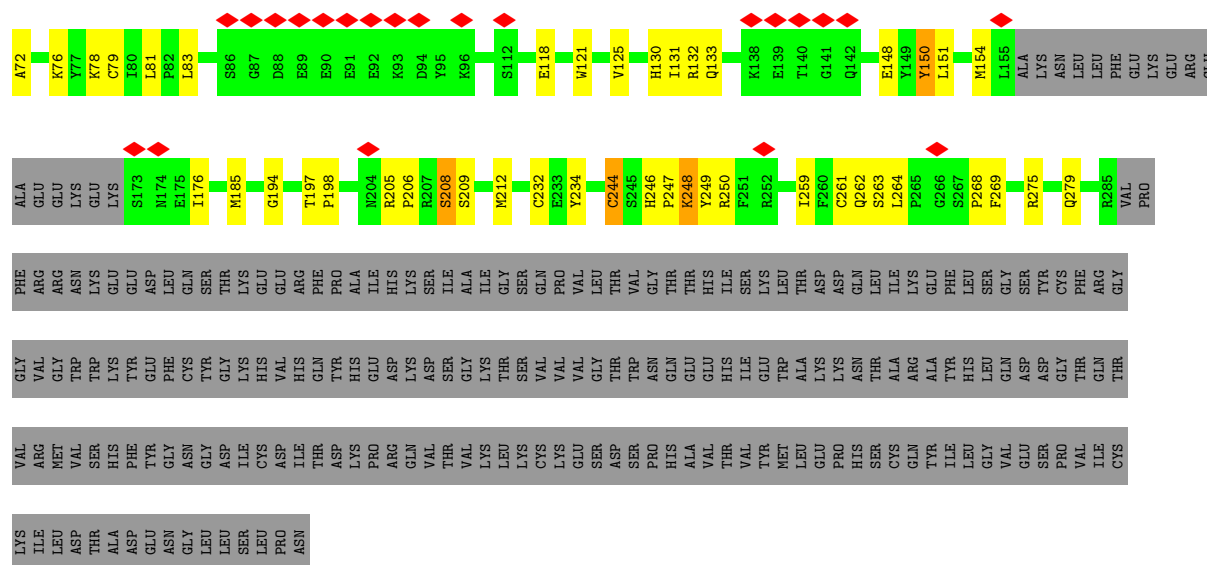 A72 K76 Y77 K78 C79 I80 L81 P82 L83 S86 G87 D88 E89 E90 E91 E92 K93 D94 Y95 K96 S112 E118 W121 V125 H130 I131 R132 Q133 K138 E139 T140 G141 Q142 E148 Y149 Y150 L151 M154 L155 ALA LYS ASN LEU LEU PHE GLU LYS GLU ARG GLU
ALA GLU GLU LYS GLU LYS S173 N174 E175 I176 M185 G194 T197 P198 N204 R205 P206 R207 S208 S209 M212 C232 E233 Y234 C244 S245 H246 P247 K248 Y249 R250 F251 R252 I259 F260 C261 Q262 S263 L264 P265 G266 S267 P268 F269 R275 Q279 R285 VAL PRO
PHE ARG ARG ASN LYS GLU GLU ASP LEU GLN SER THR LYS GLU GLU ARG PHE PRO ALA ILE HIS LYS SER ILE ALA ILE GLY SER GLN PRO VAL LEU THR VAL GLY THR THR HIS ILE SER LYS LEU THR ASP ASP GLN LEU ILE LYS GLU PHE LEU SER GLY SER TYR CYS PHE ARG GLY
GLY VAL GLY TRP TRP LYS TYR GLU PHE CYS TYR GLY LYS HIS VAL HIS GLN TYR HIS GLU ASP LYS ASP SER GLY LYS THR SER VAL VAL VAL GLY THR TRP ASN GLN GLU GLU HIS ILE GLU TRP ALA LYS LYS ASN THR ALA ARG ALA TYR HIS LEU GLN ASP ASP GLY THR GLN THR
VAL ARG MET VAL SER HIS PHE TYR GLY ASN GLY ASP ILE CYS ASP ILE THR ASP LYS PRO ARG GLN VAL THR VAL LYS LEU LYS CYS LYS GLU SER ASP SER PRO HIS ALA VAL THR VAL TYR MET LEU GLU PRO HIS SER CYS GLN TYR ILE LEU GLY VAL GLU SER PRO VAL ILE CYS
LYS ILE LEU ASP THR ALA ASP GLU ASN GLY LEU LEU SER LEU PRO ASN